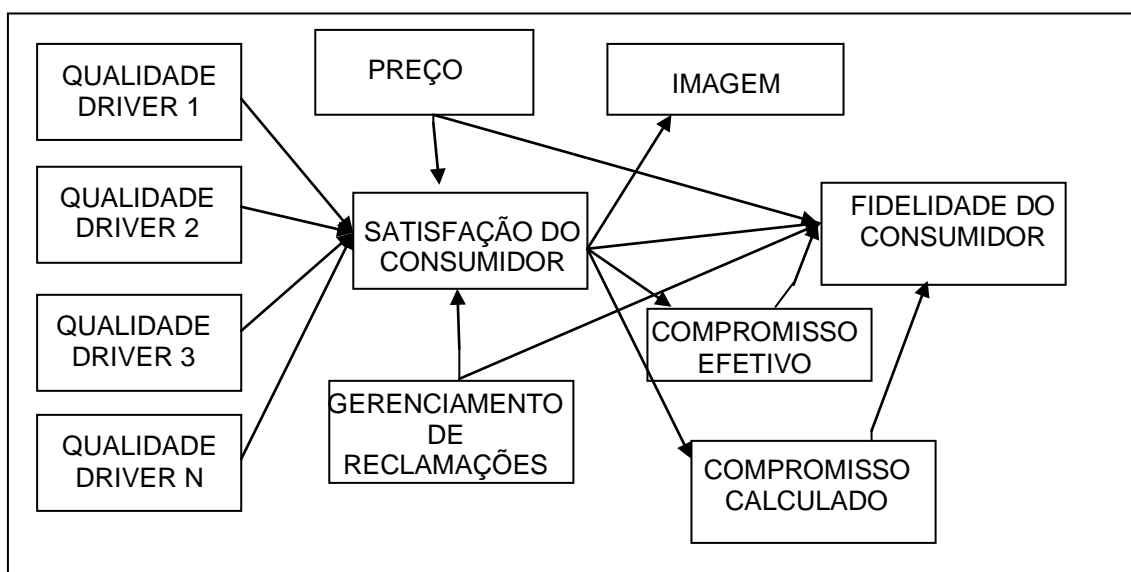 QUALIDADE
DRIVER 1
PREÇO
IMAGEM
QUALIDADE
DRIVER 2
SATISFAÇÃO DO
CONSUMIDOR
FIDELIDADE DO
CONSUMIDOR
QUALIDADE
DRIVER 3
COMPROMISSO
EFETIVO
GERENCIAMENTO
DE
RECLAMAÇÕES
QUALIDADE
DRIVER N
COMPROMISSO
CALCULADO